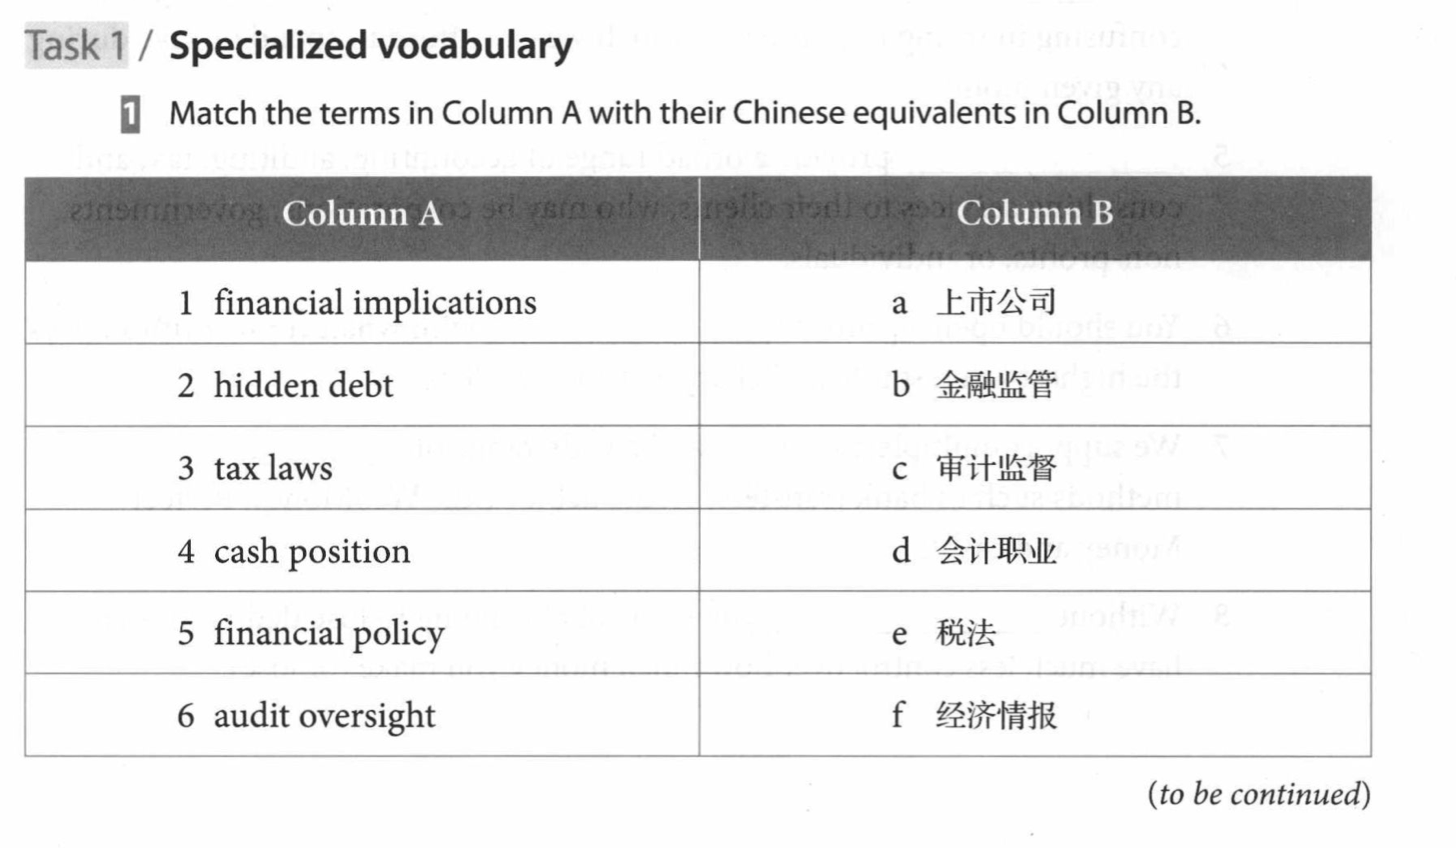 Task 1 / Specialized vocabulary
1 Match the terms in Column A with their Chinese equivalents in Column B.
Column A Column B
1 financial implications a 上市公司
2 hidden debt b 金融监管
3 tax laws c 审计监督
4 cash position d 会计职业
5 financial policy e 税法
6 audit oversight f 经济情报
(to be continued)